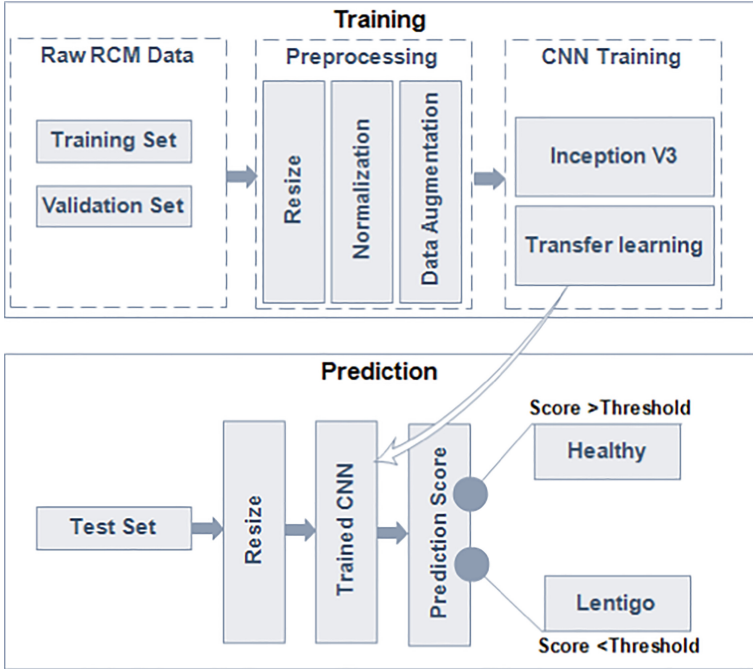 Training
Raw RCM Data
Training Set
Validation Set
Preprocessing
Resize
Normalization
Data Augmentation
CNN Training
Inception V3
Transfer learning
Prediction
Test Set
Resize
Trained CNN
Prediction Score
Score >Threshold
Healthy
Lentigo
Score <Threshold